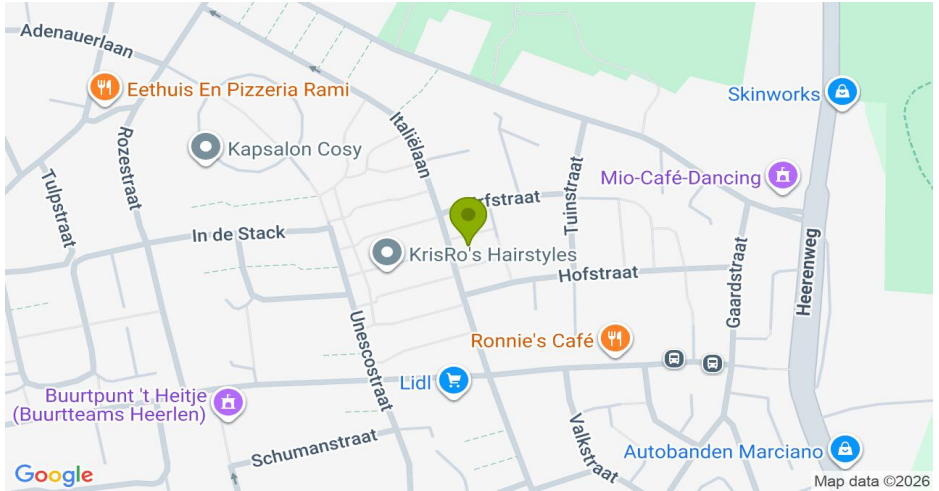 Adenauerlaan
Eethuis En Pizzeria Rami
Skinworks
Italiëlaan
Kapsalon Cosy
Rozestraat
Tulpstraat
Mio-Café-Dancing
Tuinstraat
rfstraat
In de Stack
KrisRo's Hairstyles
Hofstraat
Gaardstraat
Heerenweg
Unescostraat
Ronnie's Café
Lidl
Buurtpunt 't Heitje
(Buurtteams Heerlen)
Valkstraat
Schumanstraat
Autobanden Marciano
Google
Map data ©2026